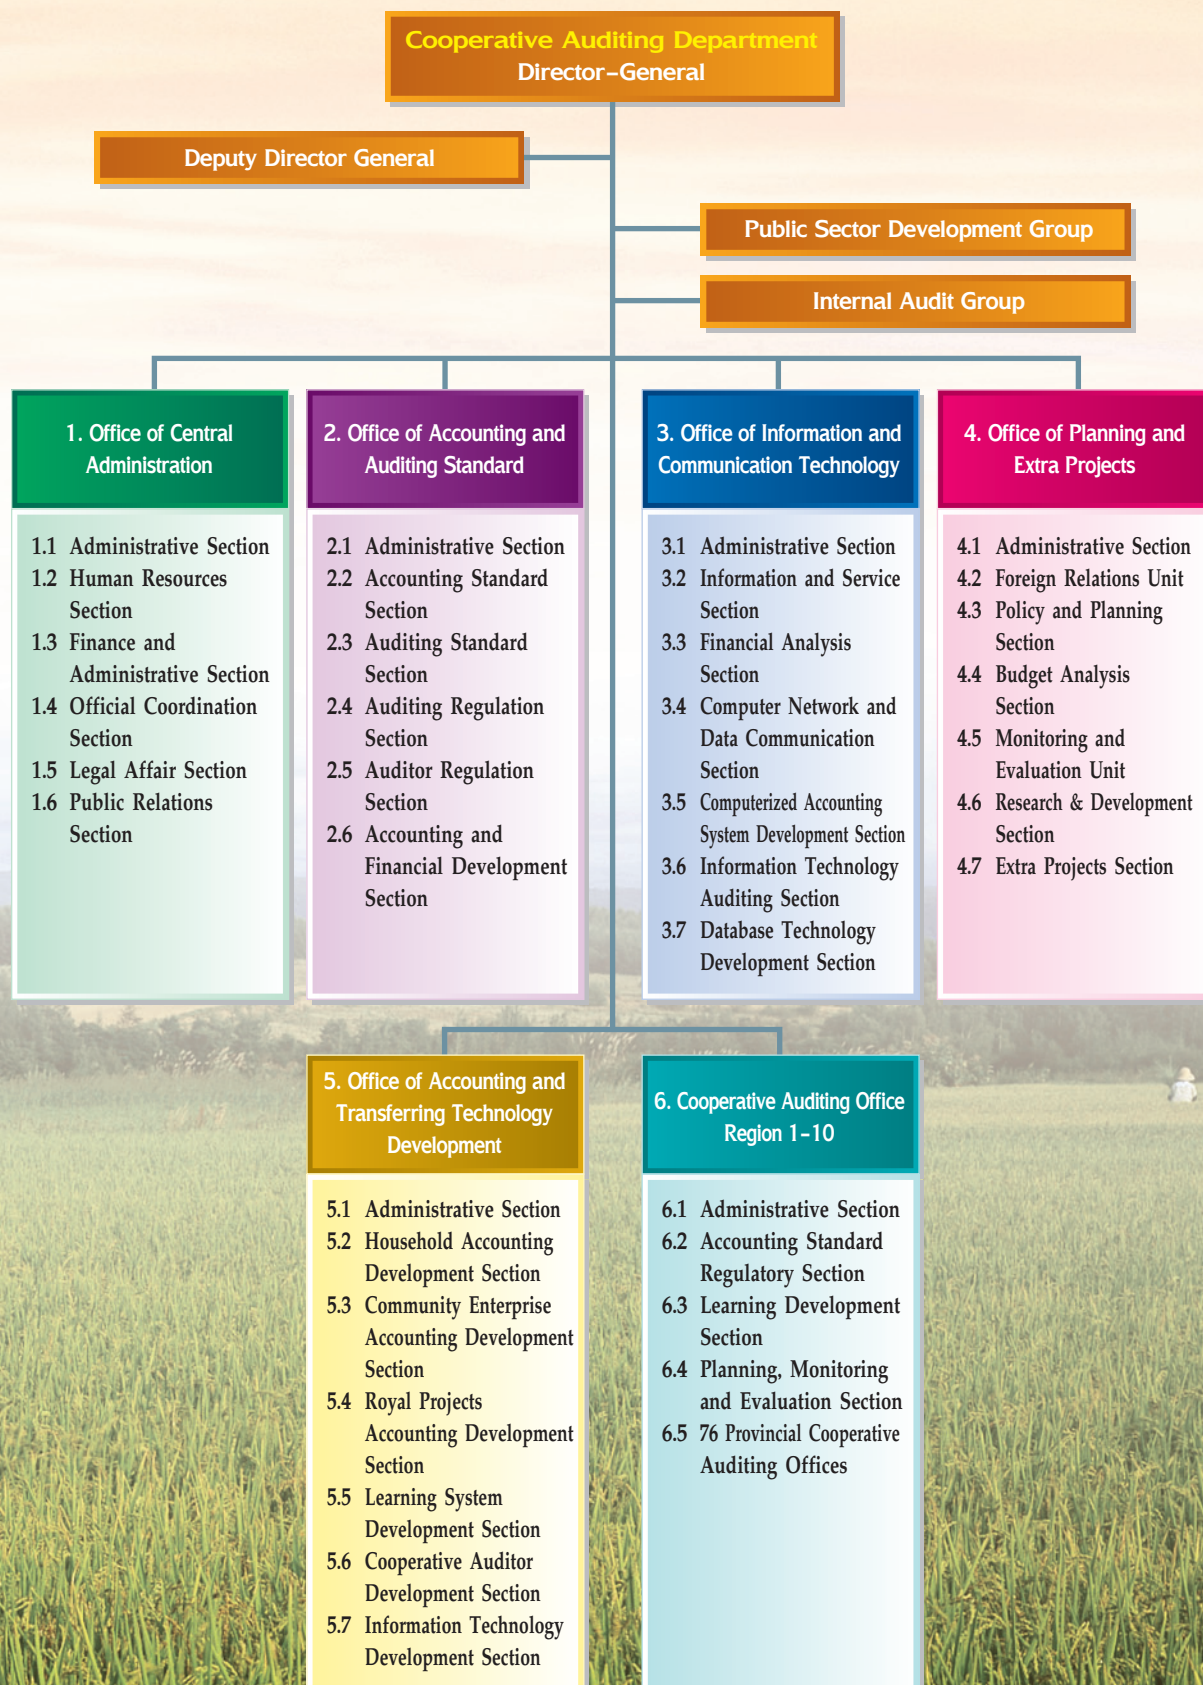 Cooperative Auditing Department
Director-General
Deputy Director General
Public Sector Development Group
Internal Audit Group
1. Office of Central
Administration
1.1 Administrative Section
1.2 Human Resources
Section
1.3 Finance and
Administrative Section
1.4 Official Coordination
Section
1.5 Legal Affair Section
1.6 Public Relations
Section
2. Office of Accounting and
Auditing Standard
2.1 Administrative Section
2.2 Accounting Standard
Section
2.3 Auditing Standard
Section
2.4 Auditing Regulation
Section
2.5 Auditor Regulation
Section
2.6 Accounting and
Financial Development
Section
3. Office of Information and
Communication Technology
3.1 Administrative Section
3.2 Information and Service
Section
3.3 Financial Analysis
Section
3.4 Computer Network and
Data Communication
Section
3.5 Computerized Accounting
System Development Section
3.6 Information Technology
Auditing Section
3.7 Database Technology
Development Section
4. Office of Planning and
Extra Projects
4.1 Administrative Section
4.2 Foreign Relations Unit
4.3 Policy and Planning
Section
4.4 Budget Analysis
Section
4.5 Monitoring and
Evaluation Unit
4.6 Research & Development
Section
4.7 Extra Projects Section
5. Office of Accounting and
Transferring Technology
Development
5.1 Administrative Section
5.2 Household Accounting
Development Section
5.3 Community Enterprise
Accounting Development
Section
5.4 Royal Projects
Accounting Development
Section
5.5 Learning System
Development Section
5.6 Cooperative Auditor
Development Section
5.7 Information Technology
Development Section
6. Cooperative Auditing Office
Region 1-10
6.1 Administrative Section
6.2 Accounting Standard
Regulatory Section
6.3 Learning Development
Section
6.4 Planning, Monitoring
and Evaluation Section
6.5 76 Provincial Cooperative
Auditing Offices